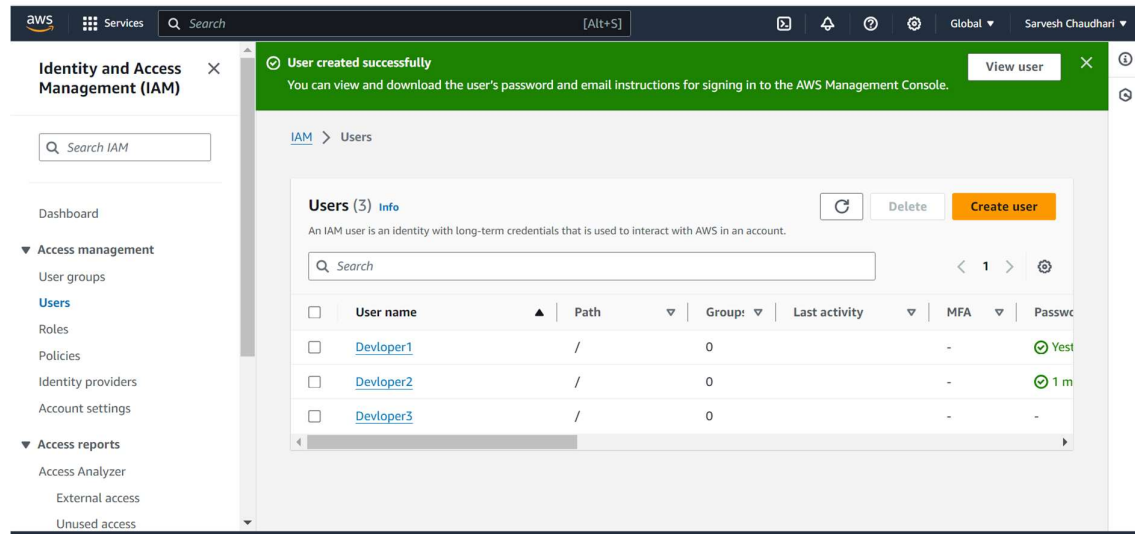 aws Services Search [Alt+S] Global Sarvesh Chaudhari
Identity and Access
Management (IAM)
Search IAM
Dashboard
Access management
User groups
Users
Roles
Policies
Identity providers
Account settings
Access reports
Access Analyzer
External access
Unused access
User created successfully
You can view and download the user's password and email instructions for signing in to the AWS Management Console.
View user
IAM > Users
Users (3) Info
Delete
Create user
An IAM user is an identity with long-term credentials that is used to interact with AWS in an account.
Search
1
User name Path Group: Last activity MFA Passwo
Devloper1 / 0 - Yest
Devloper2 / 0 - 1 m
Devloper3 / 0 - -